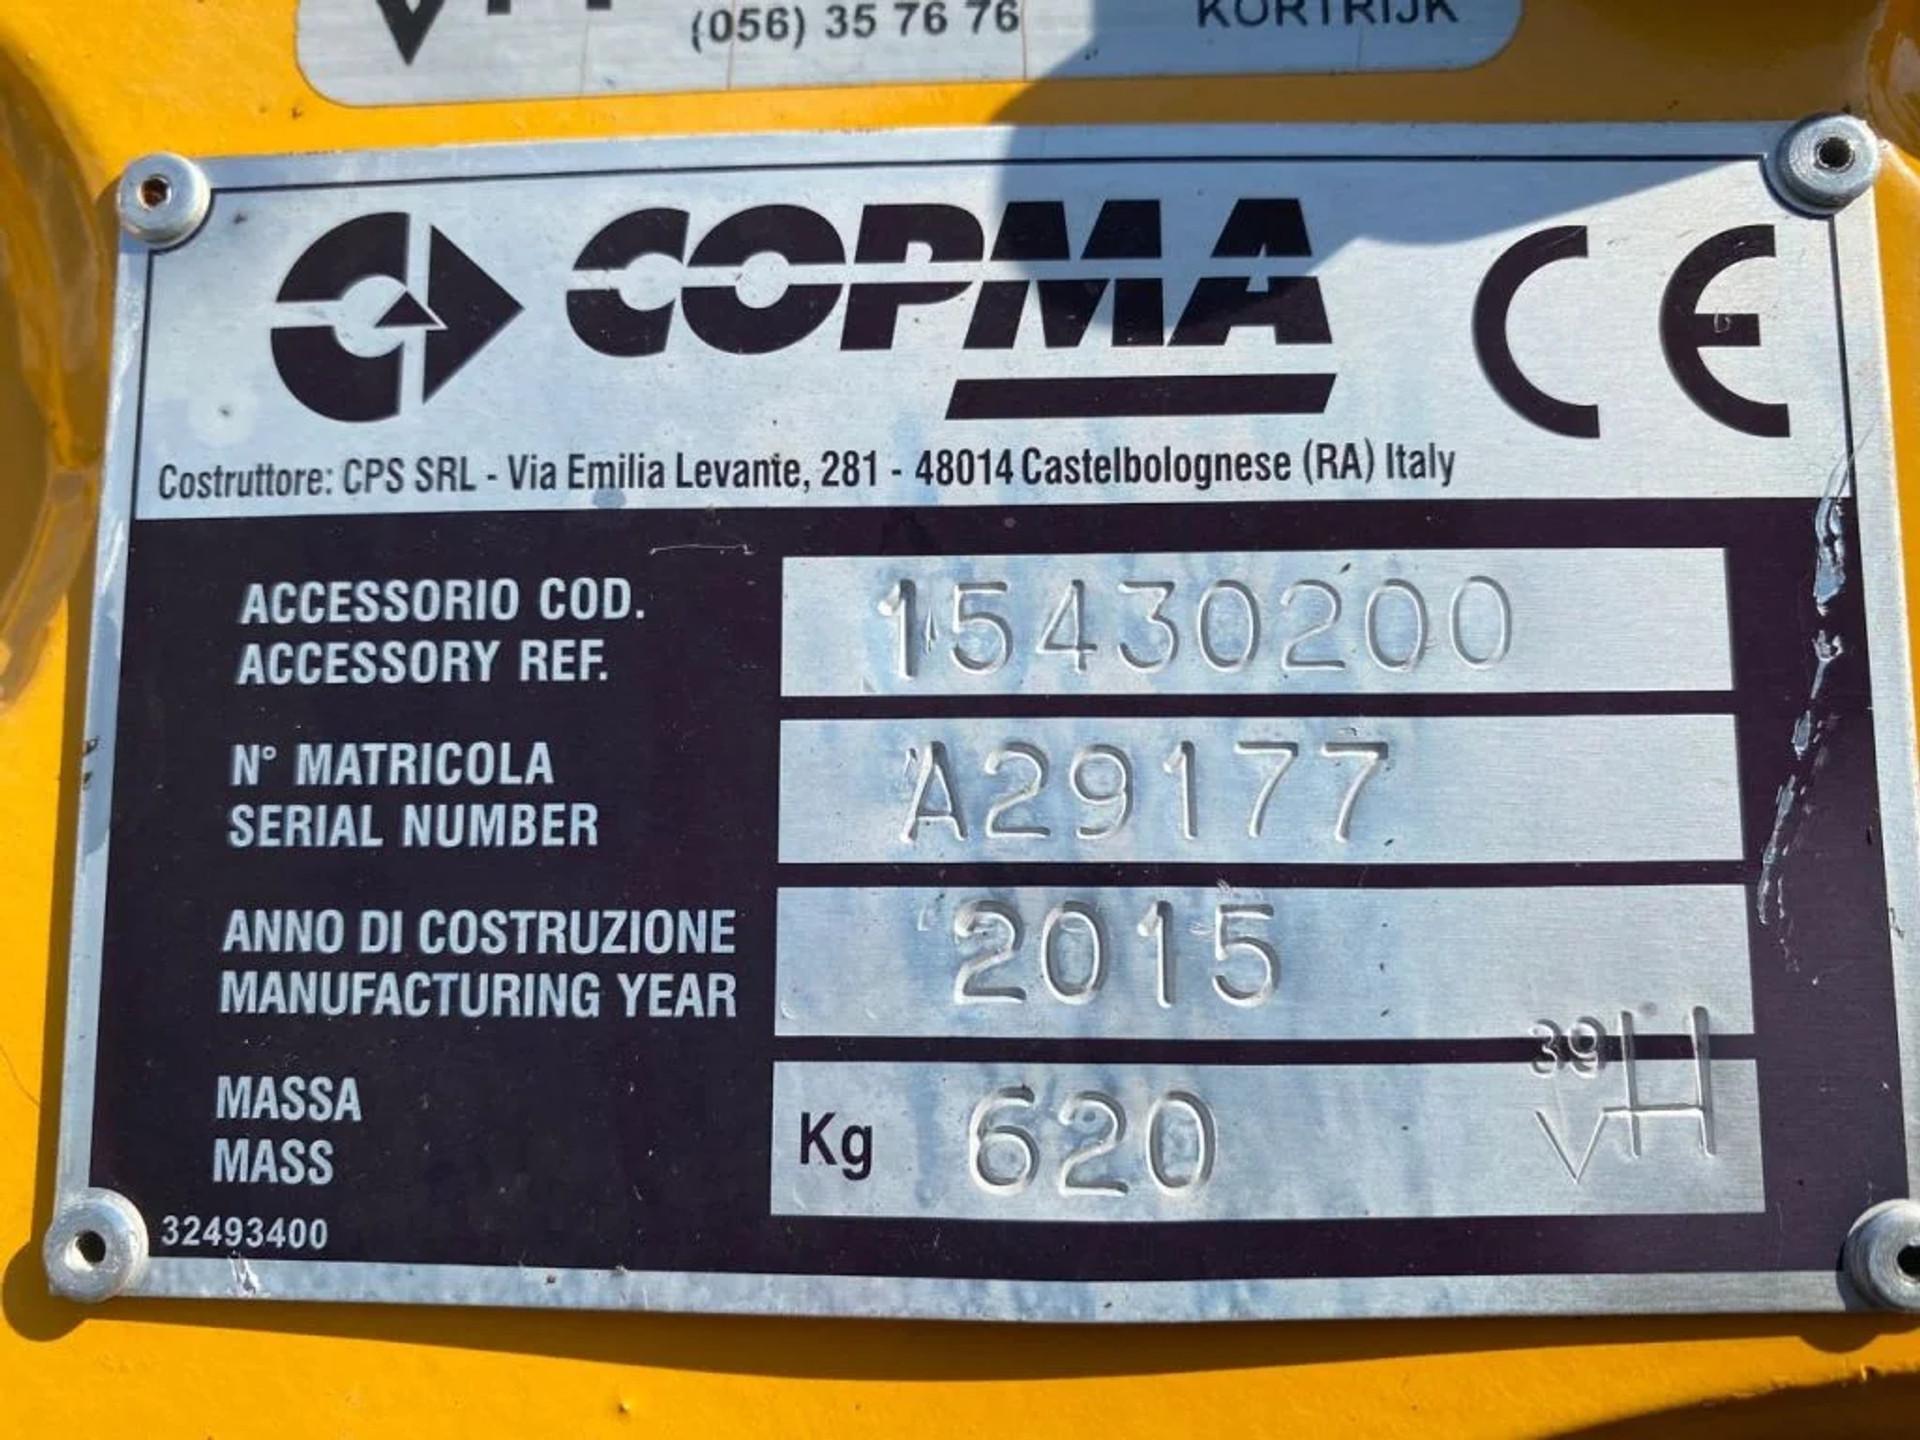 (056) 35 76 76
KORTRIJK
COPMA CE
Costruttore: CPS SRL - Via Emilia Levante, 281 - 48014 Castelbolognese (RA) Italy
ACCESSORIO COD.
ACCESSORY REF.
15430200
N° MATRICOLA
SERIAL NUMBER
A29177
ANNO DI COSTRUZIONE
MANUFACTURING YEAR
2015
MASSA
MASS
Kg 620
39
VH
32493400